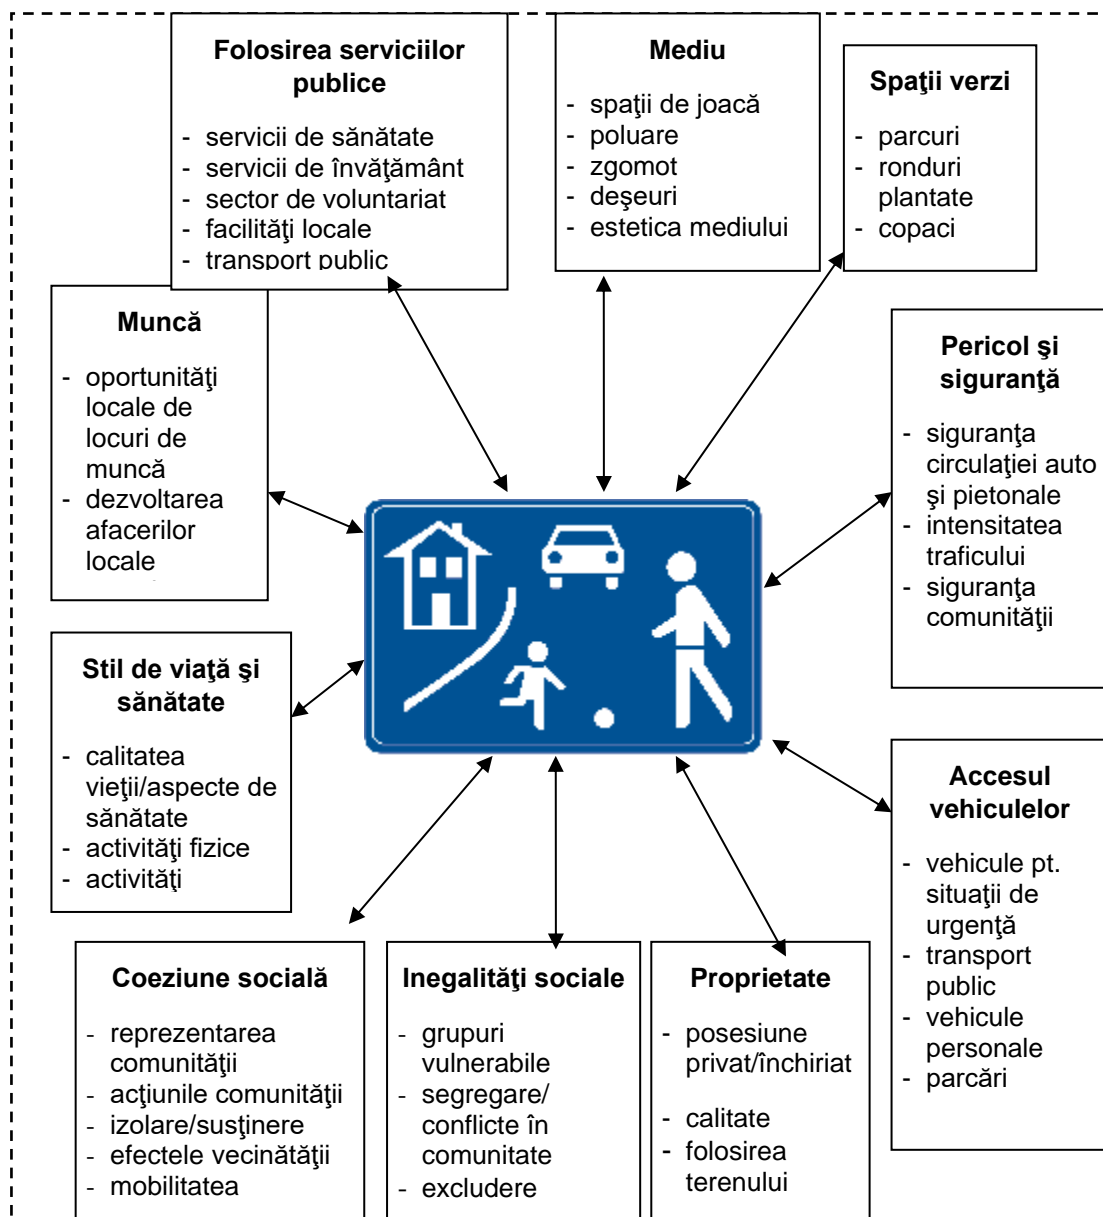 Folosirea serviciilor
publice
- servicii de sănătate
- servicii de învăţământ
- sector de voluntariat
- facilităţi locale
- transport public
Mediu
- spaţii de joacă
- poluare
- zgomot
- deşeuri
- estetica mediului
Spaţii verzi
- parcuri
- ronduri
plantate
- copaci
Muncă
- oportunităţi
locale de
locuri de
muncă
- dezvoltarea
afacerilor
locale
Pericol şi
siguranţă
- siguranţa
circulaţiei auto
şi pietonale
- intensitatea
traficului
- siguranţa
comunităţii
Stil de viaţă şi
sănătate
- calitatea
vieţii/aspecte de
sănătate
- activităţi fizice
- activităţi
Accesul
vehiculelor
- vehicule pt.
situaţii de
urgenţă
- transport
public
- vehicule
personale
- parcări
Coeziune socială
- reprezentarea
comunităţii
- acţiunile comunităţii
- izolare/susţinere
- efectele vecinătăţii
- mobilitatea
Inegalităţi sociale
- grupuri
vulnerabile
- segregare/
conflicte în
comunitate
- excludere
Proprietate
- posesiune
privat/închiriat
- calitate
- folosirea
terenului